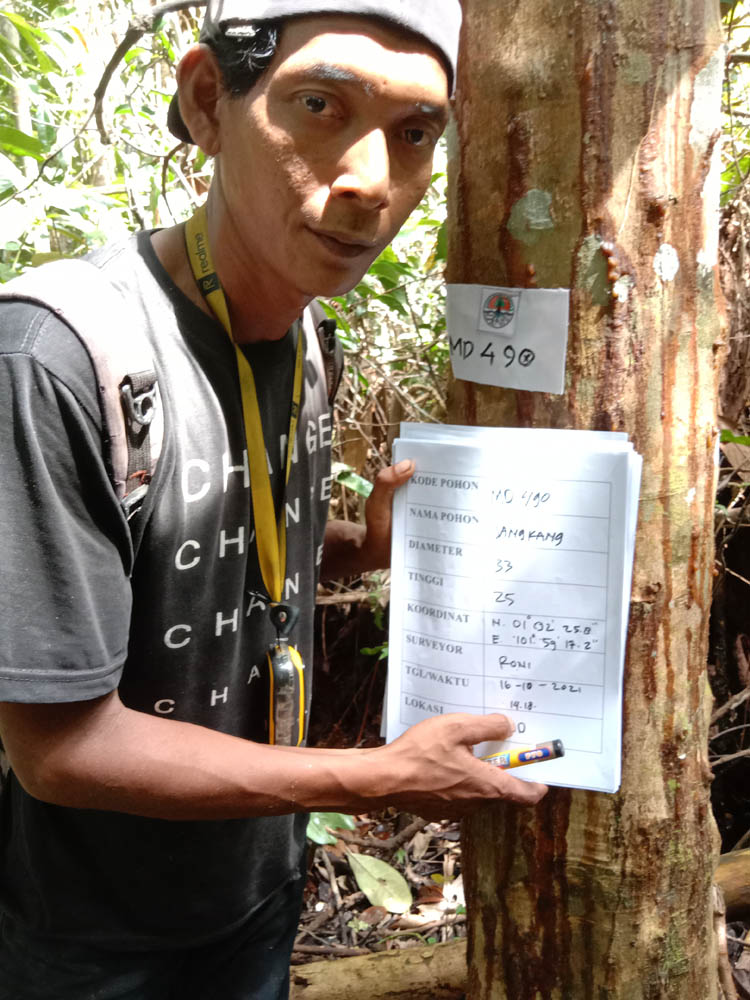 realme
MD 490
CHANGE
CHANGE
CHANGE
CHA
KODE POHON MD 490
NAMA POHON ANGKANG
DIAMETER 33
TINGGI 25
KOORDINAT N. 01° 02' 25.8"
E. 101° 59' 17.2"
SURVEYOR RONI
TGL/WAKTU 16-10-2021
14.18.
LOKASI